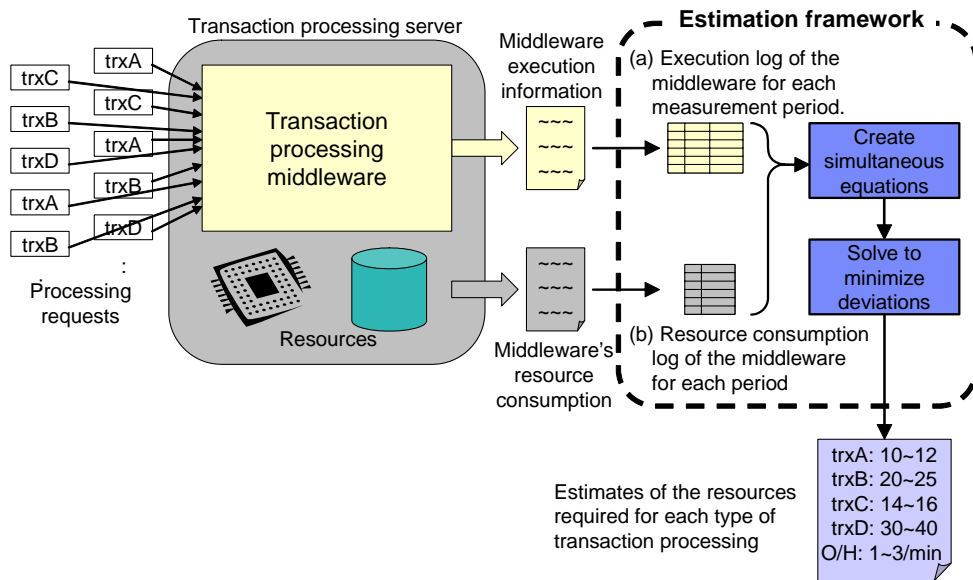 Transaction processing server
trxA
trxC
trxC
trxB
trxA
trxD
trxB
trxA
trxD
trxB
:
:
Processing
requests
Transaction
processing
middleware
Resources
Middleware
execution
information
~~~
~~~
~~~
~~~
~~~
~~~
Middleware's
resource
consumption
Estimation framework
(a) Execution log of the
middleware for each
measurement period.
Create
simultaneous
equations
Solve to
minimize
deviations
(b) Resource consumption
log of the middleware
for each period
Estimates of the resources
required for each type of
transaction processing
trxA: 10~12
trxB: 20~25
trxC: 14~16
trxD: 30~40
O/H: 1~3/min